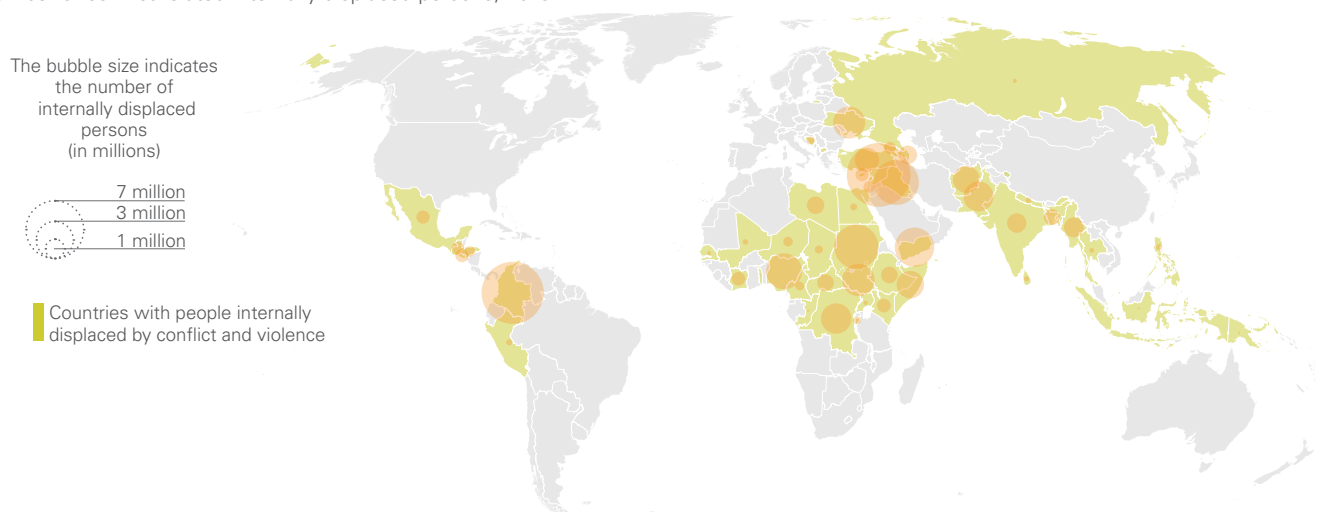 The bubble size indicates
the number of
internally displaced
persons
(in millions)
7 million
3 million
1 million
Countries with people internally
displaced by conflict and violence